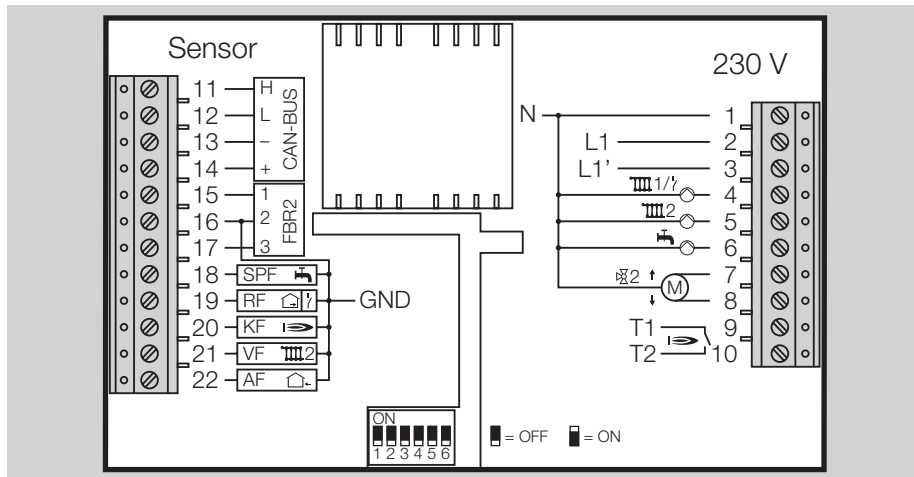 Sensor
230 V
11 H
12 L
13 –
14 +
CAN-BUS
15 1
16 2
17 3
FBR2
18 SPF
19 RF
20 KF
21 VF 2
22 AF
GND
N
1
L1 2
L1' 3
1/ 4
2 5
6
2 7
M
8
T1 9
T2 10
ON
1 2 3 4 5 6
= OFF = ON